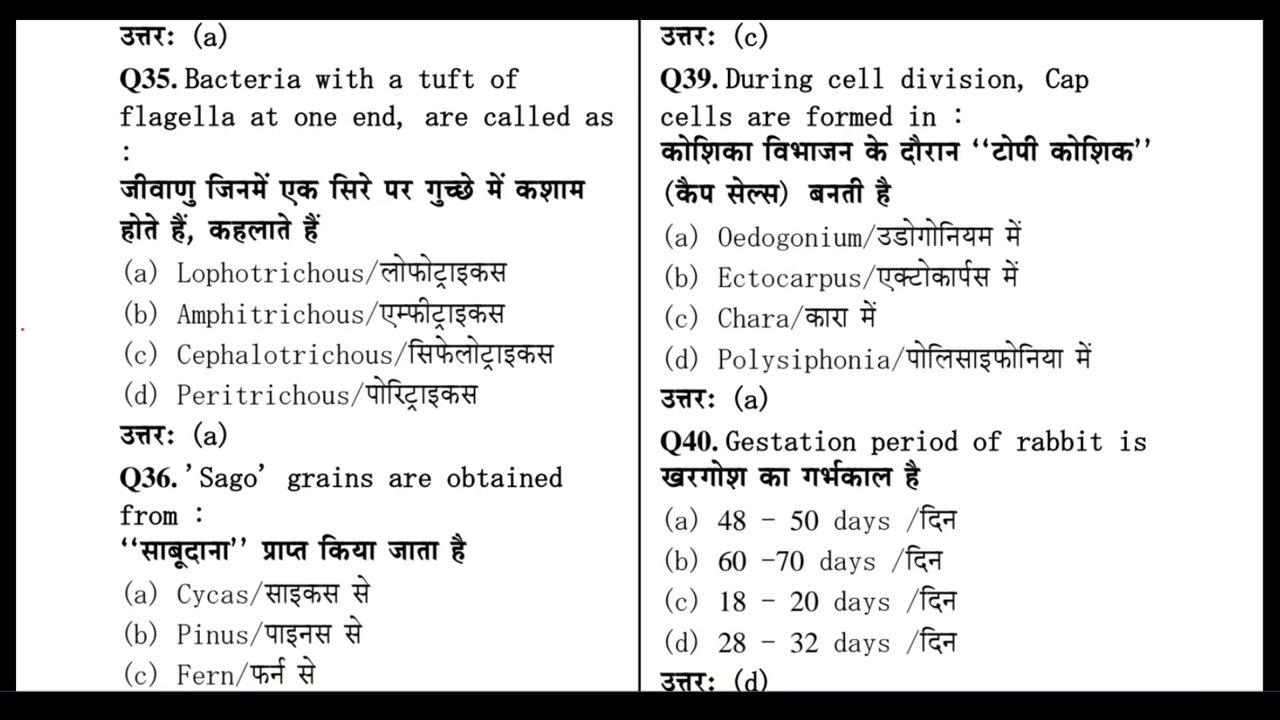 उत्तरः (a)
Q35. Bacteria with a tuft of
flagella at one end, are called as
:
जीवाणु जिनमें एक सिरे पर गुच्छे में कशाम
होते हैं, कहलाते हैं
(a) Lophotrichous/लोफोट्राइकस
(b) Amphitrichous/एम्फीट्राइकस
(c) Cephalotrichous/सिफेलोट्राइकस
(d) Peritrichous/पोरिट्राइकस
उत्तरः (a)
Q36. 'Sago' grains are obtained
from :
‘‘साबूदाना’’ प्राप्त किया जाता है
(a) Cycas/साइकस से
(b) Pinus/पाइनस से
(c) Fern/फर्न से
उत्तरः (c)
Q39. During cell division, Cap
cells are formed in :
कोशिका विभाजन के दौरान ‘‘टोपी कोशिक’’
(कैप सेल्स) बनती है
(a) Oedogonium/उडोगोनियम में
(b) Ectocarpus/एक्टोकार्पस में
(c) Chara/कारा में
(d) Polysiphonia/पोलिसाइफोनिया में
उत्तरः (a)
Q40. Gestation period of rabbit is
खरगोश का गर्भकाल है
(a) 48 - 50 days /दिन
(b) 60 -70 days /दिन
(c) 18 - 20 days /दिन
(d) 28 - 32 days /दिन
उत्तरः (d)